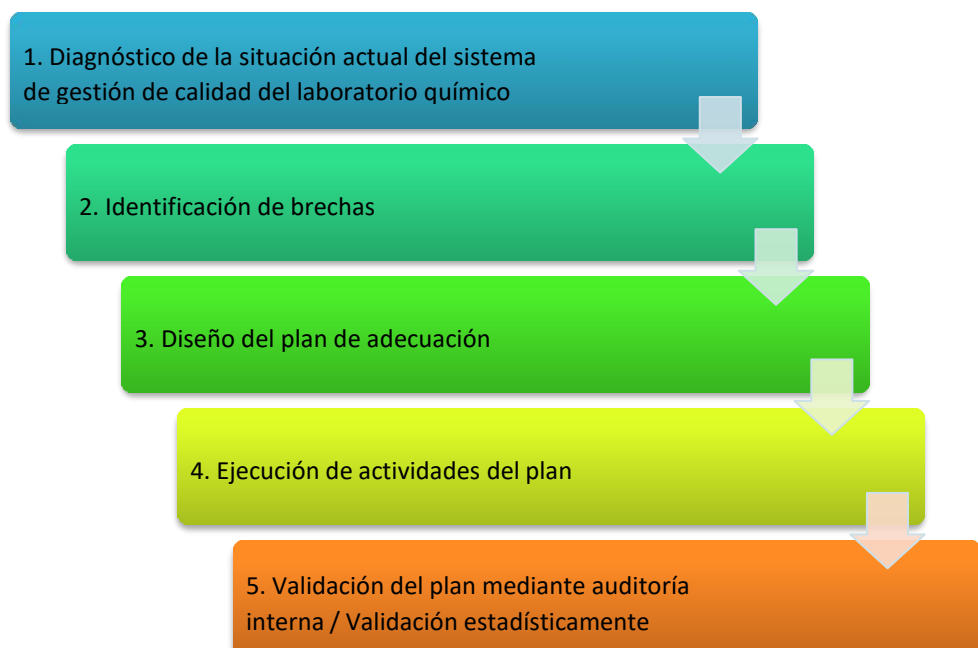 1. Diagnóstico de la situación actual del sistema
de gestión de calidad del laboratorio químico
2. Identificación de brechas
3. Diseño del plan de adecuación
4. Ejecución de actividades del plan
5. Validación del plan mediante auditoría
interna / Validación estadísticamente